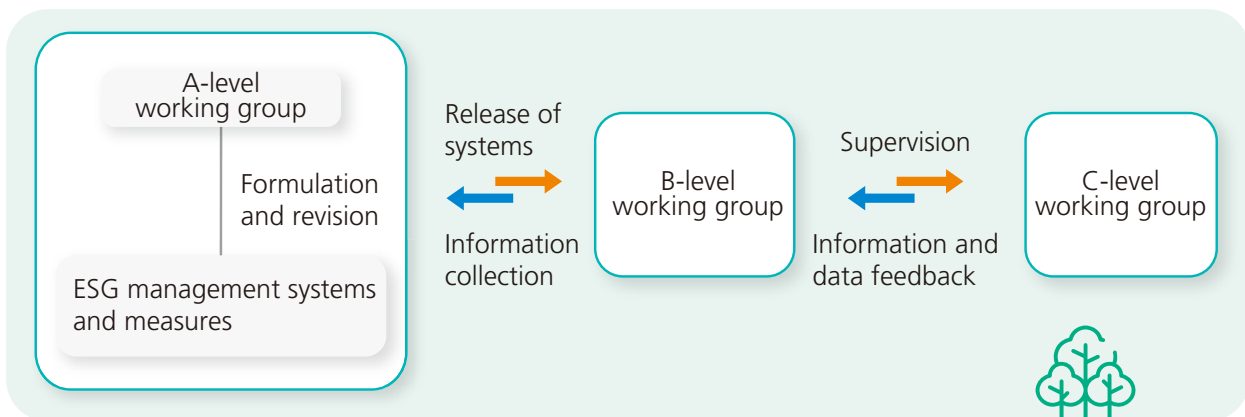 A-level
working group
Formulation
and revision
ESG management systems
and measures
Release of
systems
Information
collection
B-level
working group
Supervision
Information and
data feedback
C-level
working group